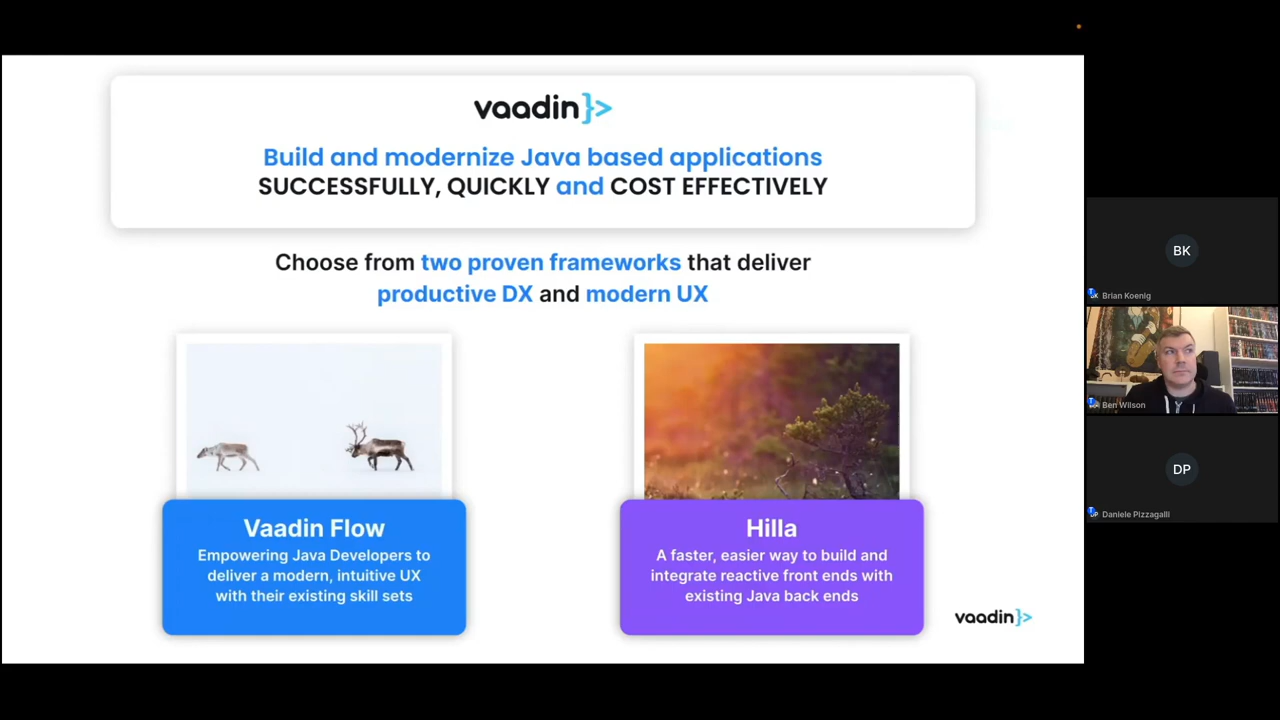 vaadin}>
Build and modernize Java based applications
SUCCESSFULLY, QUICKLY and COST EFFECTIVELY
Choose from two proven frameworks that deliver
productive DX and modern UX
Vaadin Flow
Empowering Java Developers to
deliver a modern, intuitive UX
with their existing skill sets
Hilla
A faster, easier way to build and
integrate reactive front ends with
existing Java back ends
vaadin}>
BK
Brian Koenig
Ben Wilson
DP
Daniele Pizzagalli